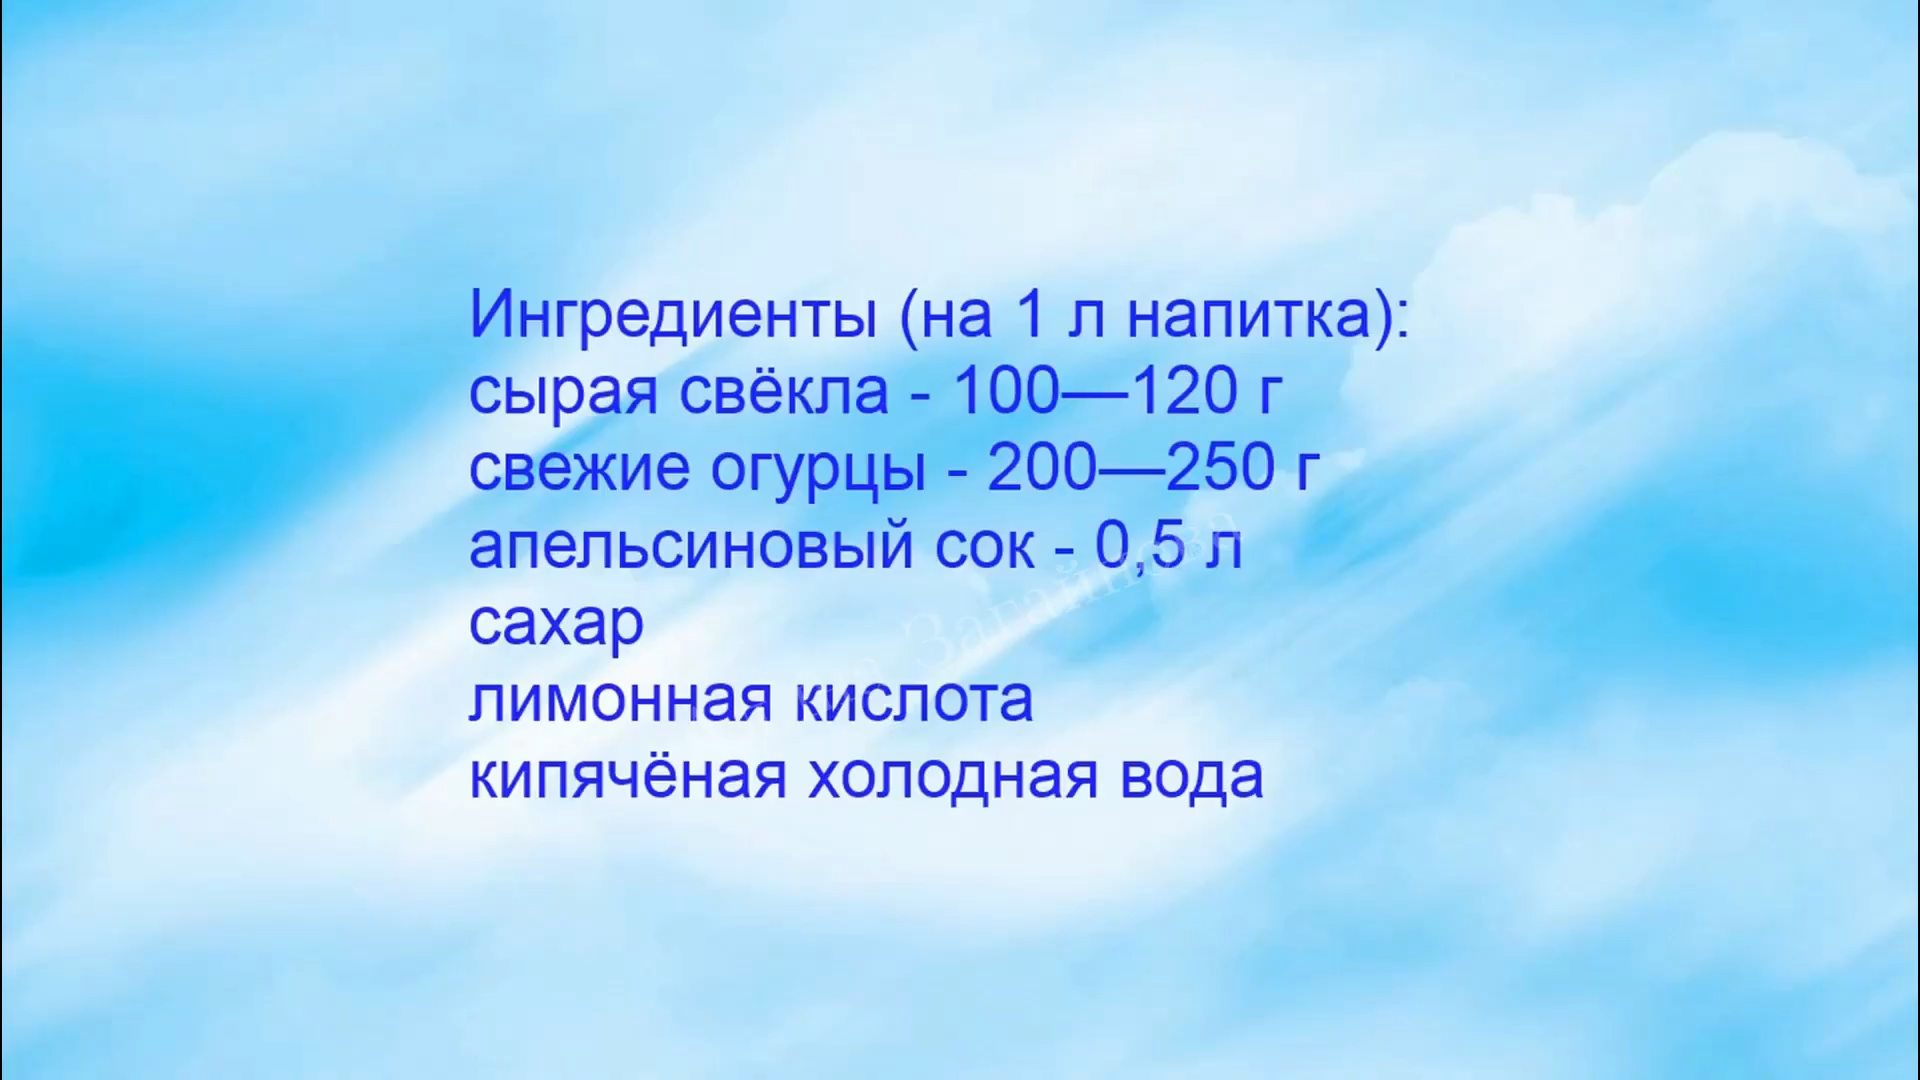 Ингредиенты (на 1 л напитка):
сырая свёкла - 100—120 г
свежие огурцы - 200—250 г
апельсиновый сок - 0,5 л
сахар
лимонная кислота
кипячёная холодная вода
Загайнова